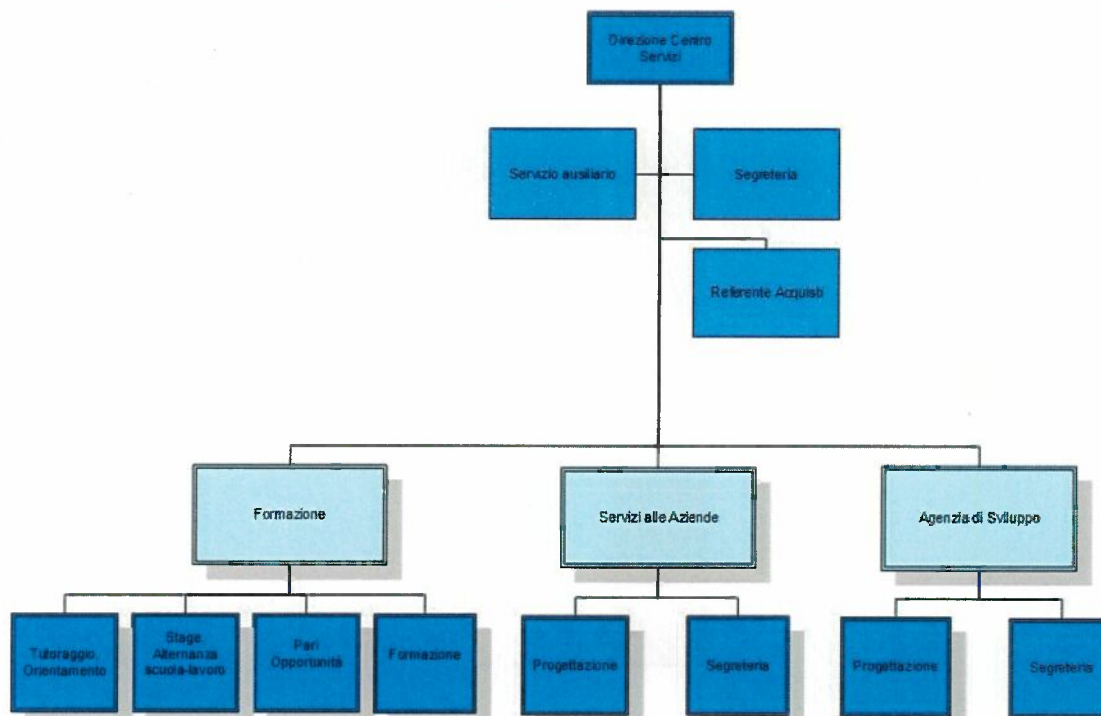 Direzione Centro
Servizi
Servizio ausiliario
Segreteria
Referente Acquisti
Formazione
Servizi alle Aziende
Agenzia di Sviluppo
Tutoraggio,
Orientamento
Stage,
Alternanza
scuola-lavoro
Pari
Opportunità
Formazione
Progettazione
Segreteria
Progettazione
Segreteria